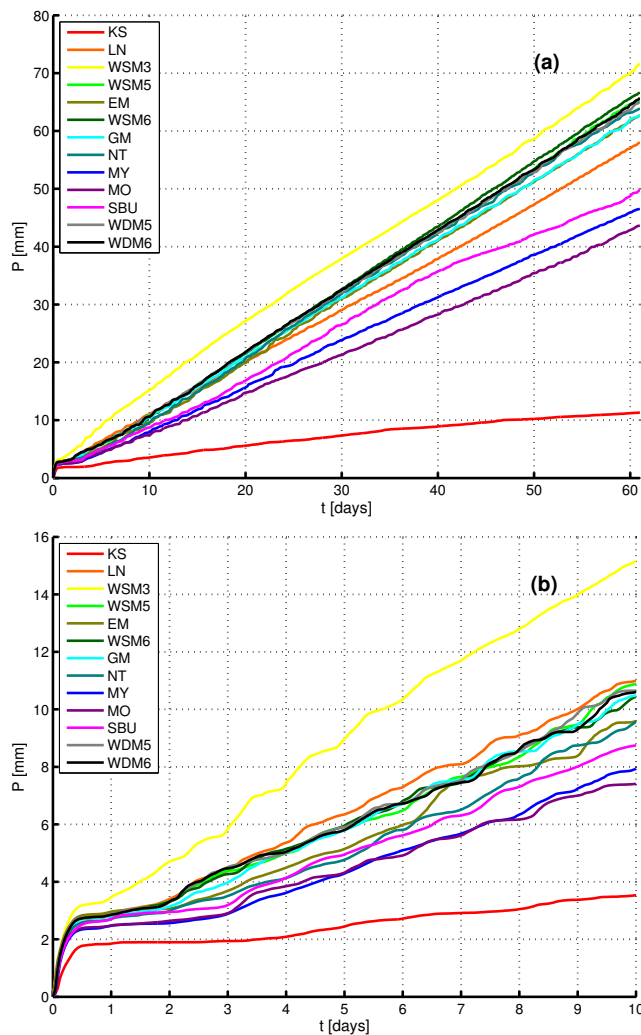 80
70
60
50
40
30
20
10
0
P [mm]
KS
LN
WSM3
WSM5
EM
WSM6
GM
NT
MY
MO
SBU
WDM5
WDM6
(a)
0 10 20 30 40 50 60
t [days]
16
14
12
10
8
6
4
2
0
P [mm]
KS
LN
WSM3
WSM5
EM
WSM6
GM
NT
MY
MO
SBU
WDM5
WDM6
(b)
0 1 2 3 4 5 6 7 8 9 10
t [days]